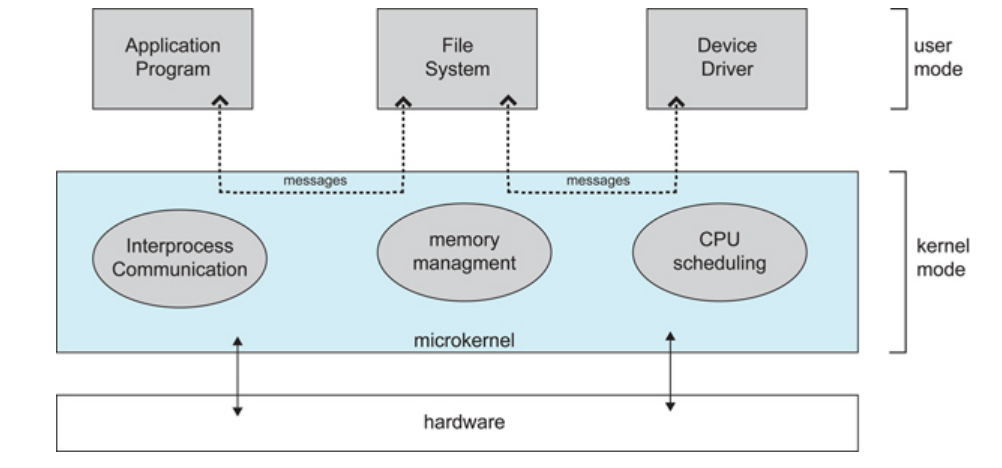 Application
Program
File
System
Device
Driver
user
mode
messages
messages
Interprocess
Communication
memory
managment
CPU
scheduling
kernel
mode
microkernel
hardware